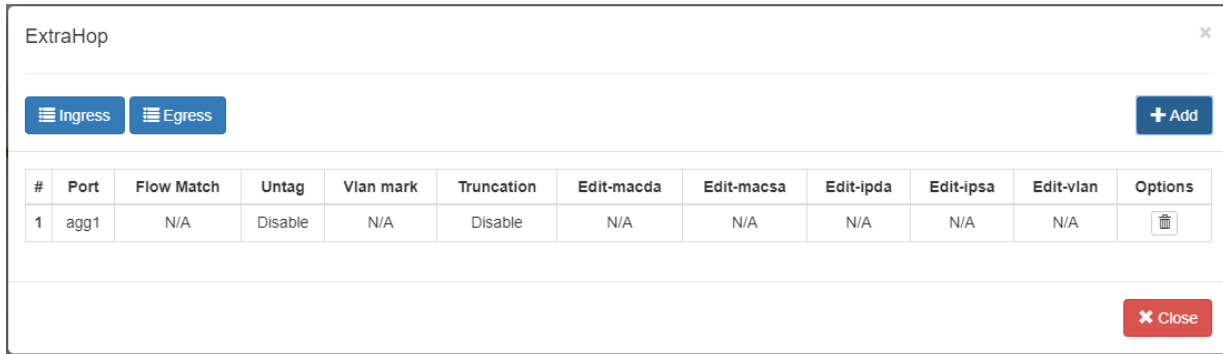 ExtraHop ×
Ingress Egress + Add
# Port Flow Match Untag Vlan mark Truncation Edit-macda Edit-macsa Edit-ipda Edit-ipsa Edit-vlan Options
1 agg1 N/A Disable N/A Disable N/A N/A N/A N/A N/A
Close